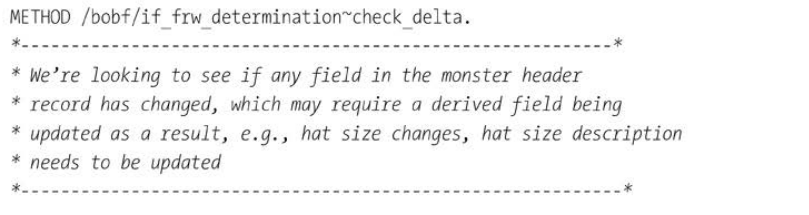 METHOD /bobf/if_frw_determination~check_delta.
*----------------------------------------------------------*
* We’re looking to see if any field in the monster header
* record has changed, which may require a derived field being
* updated as a result, e.g., hat size changes, hat size description
* needs to be updated
*-----------------------------------------------------------*